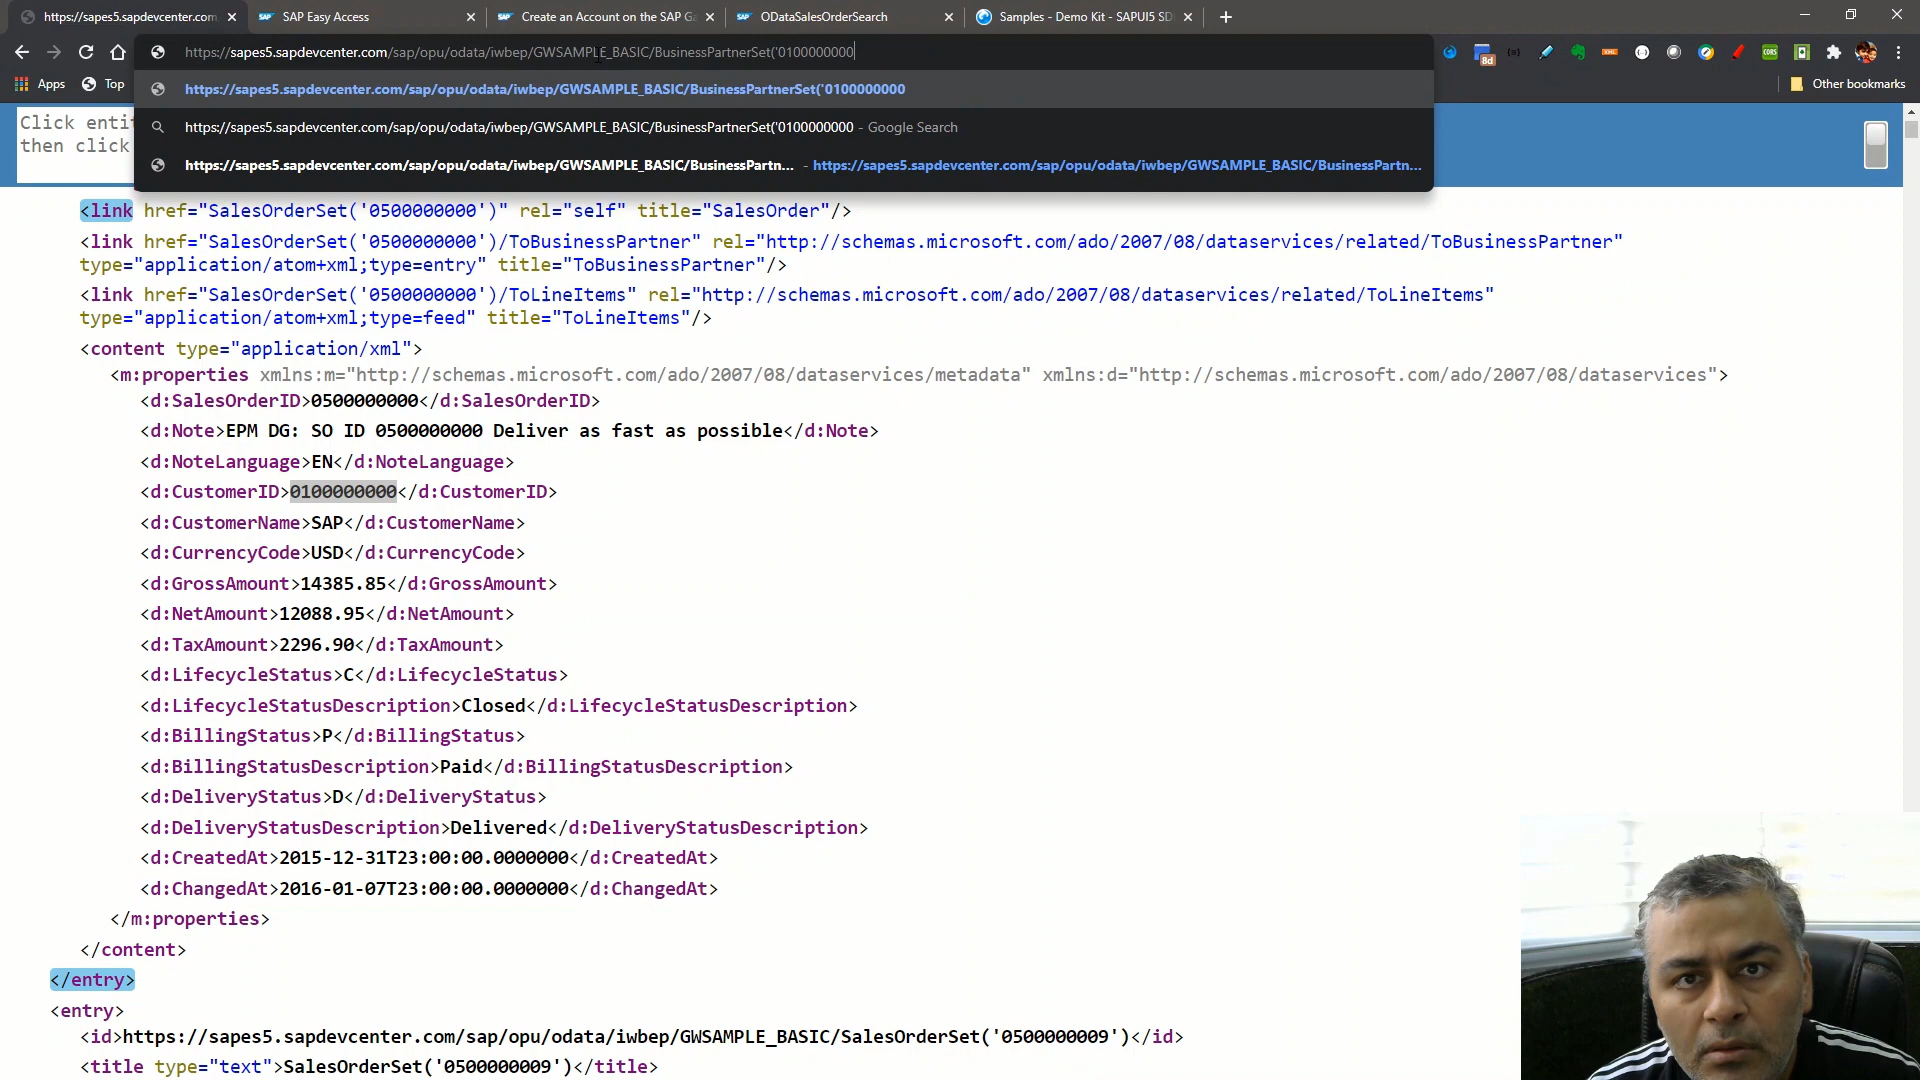 https://sapes5.sapdevcenter.com
SAP Easy Access
Create an Account on the SAP Ga
ODataSalesOrderSearch
Samples - Demo Kit - SAPUI5 SD
https://sapes5.sapdevcenter.com/sap/opu/odata/iwbep/GWSAMPLE_BASIC/BusinessPartnerSet('0100000000
8d
CORS
Apps
Top
Other bookmarks
https://sapes5.sapdevcenter.com/sap/opu/odata/iwbep/GWSAMPLE_BASIC/BusinessPartnerSet('0100000000
https://sapes5.sapdevcenter.com/sap/opu/odata/iwbep/GWSAMPLE_BASIC/BusinessPartnerSet('0100000000 - Google Search
https://sapes5.sapdevcenter.com/sap/opu/odata/iwbep/GWSAMPLE_BASIC/BusinessPartn... - https://sapes5.sapdevcenter.com/sap/opu/odata/iwbep/GWSAMPLE_BASIC/BusinessPartn...
Click enti
then click
<link href="SalesOrderSet('0500000000')" rel="self" title="SalesOrder"/>
<link href="SalesOrderSet('0500000000')/ToBusinessPartner" rel="http://schemas.microsoft.com/ado/2007/08/dataservices/related/ToBusinessPartner"
type="application/atom+xml;type=entry" title="ToBusinessPartner"/>
<link href="SalesOrderSet('0500000000')/ToLineItems" rel="http://schemas.microsoft.com/ado/2007/08/dataservices/related/ToLineItems"
type="application/atom+xml;type=feed" title="ToLineItems"/>
<content type="application/xml">
<m:properties xmlns:m="http://schemas.microsoft.com/ado/2007/08/dataservices/metadata" xmlns:d="http://schemas.microsoft.com/ado/2007/08/dataservices">
<d:SalesOrderID>0500000000</d:SalesOrderID>
<d:Note>EPM DG: SO ID 0500000000 Deliver as fast as possible</d:Note>
<d:NoteLanguage>EN</d:NoteLanguage>
<d:CustomerID>0100000000</d:CustomerID>
<d:CustomerName>SAP</d:CustomerName>
<d:CurrencyCode>USD</d:CurrencyCode>
<d:GrossAmount>14385.85</d:GrossAmount>
<d:NetAmount>12088.95</d:NetAmount>
<d:TaxAmount>2296.90</d:TaxAmount>
<d:LifecycleStatus>C</d:LifecycleStatus>
<d:LifecycleStatusDescription>Closed</d:LifecycleStatusDescription>
<d:BillingStatus>P</d:BillingStatus>
<d:BillingStatusDescription>Paid</d:BillingStatusDescription>
<d:DeliveryStatus>D</d:DeliveryStatus>
<d:DeliveryStatusDescription>Delivered</d:DeliveryStatusDescription>
<d:CreatedAt>2015-12-31T23:00:00.0000000</d:CreatedAt>
<d:ChangedAt>2016-01-07T23:00:00.0000000</d:ChangedAt>
</m:properties>
</content>
</entry>
<entry>
<id>https://sapes5.sapdevcenter.com/sap/opu/odata/iwbep/GWSAMPLE_BASIC/SalesOrderSet('0500000009')</id>
<title type="text">SalesOrderSet('0500000009')</title>